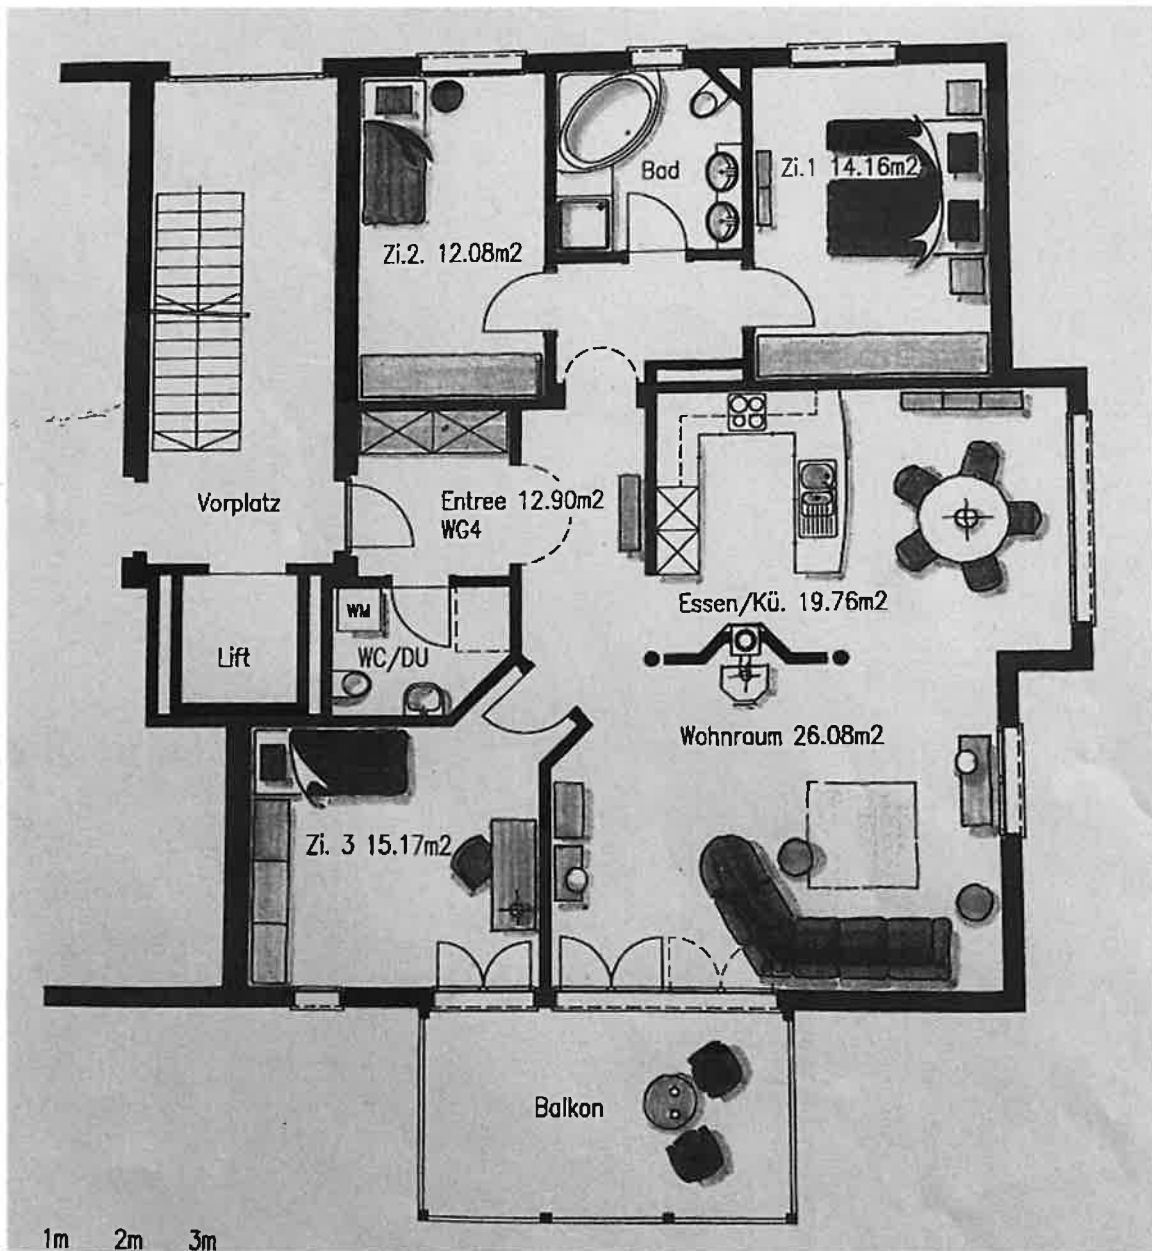 Bad
Zi.1 14.16m2
Zi.2. 12.08m2
Vorplatz
Entree 12.90m2
WG4
Essen/Kü. 19.76m2
WM
Lift
WC/DU
Wohnraum 26.08m2
Zi. 3 15.17m2
Balkon
1m 2m 3m